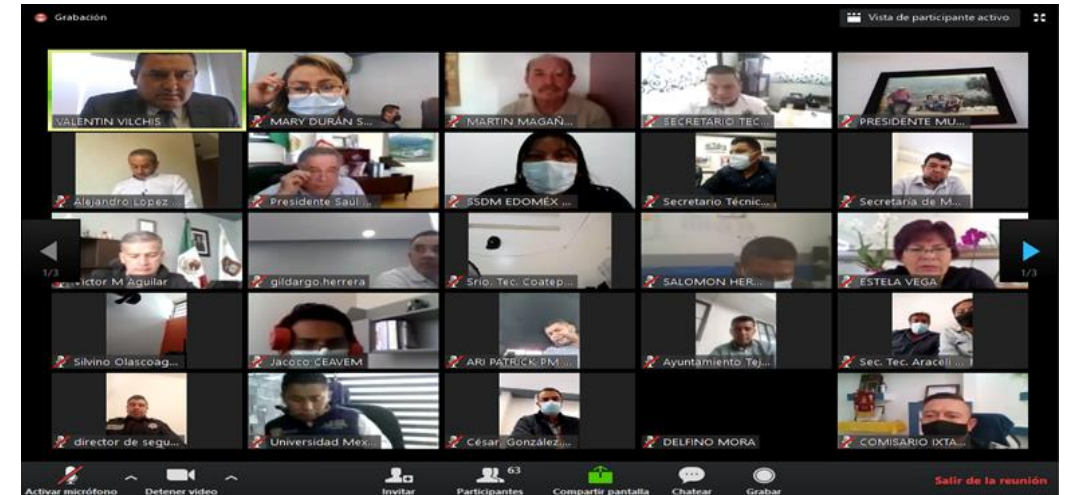 Grabación
Vista de participante activo
VALENTIN VILCHIS
MARY DURÁN S...
MARTIN MAGAÑ...
SECRETARIO TEC...
PRESIDENTE MU...
Alejandro López ...
Presidente Saúl ...
SSDM EDOMÉX ...
Secretario Técnic...
Secretaría de M...
1/3
Victor M Aguilar
gildargo.herrera
Srio. Tec. Coatep...
SALOMON HER...
ESTELA VEGA
1/3
Silvino Olascoag...
Jacoco CEAVEM
ARI PATRICK PM ...
Ayuntamiento Tej...
Sec. Tec. Araceli ...
director de segu...
Universidad Mex...
César González...
DELFINO MORA
COMISARIO IXTA...
Activar micrófono
Detener video
Invitar
63
Participantes
Compartir pantalla
Chatear
Grabar
Salir de la reunión